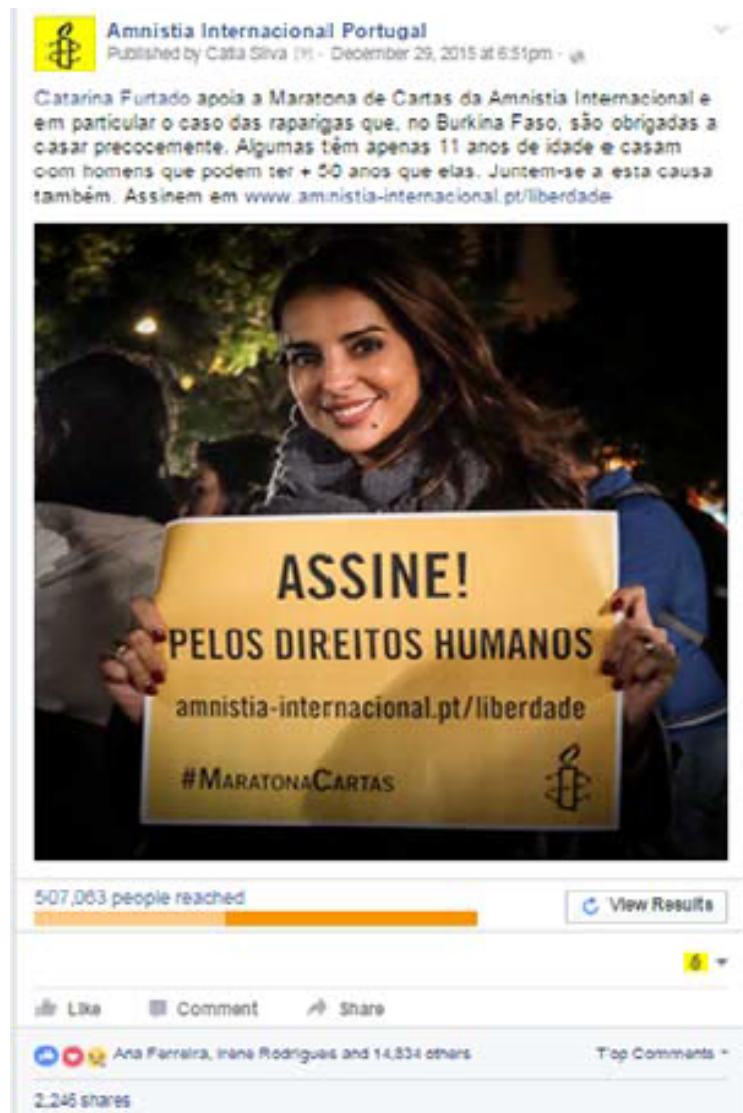 Amnistia Internacional Portugal
Published by Cátia Silva [?] · December 29, 2015 at 6:51pm ·
Catarina Furtado apoia a Maratona de Cartas da Amnistia Internacional e
em particular o caso das raparigas que, no Burkina Faso, são obrigadas a
casar precocemente. Algumas têm apenas 11 anos de idade e casam
com homens que podem ter + 50 anos que elas. Juntem-se a esta causa
também. Assinem em www.amnistia-internacional.pt/liberdade
ASSINE!
PELOS DIREITOS HUMANOS
amnistia-internacional.pt/liberdade
#MARATONACARTAS
507,063 people reached
View Results
Like Comment Share
Ana Ferreira, Irene Rodrigues and 14,834 others
Top Comments
2,246 shares